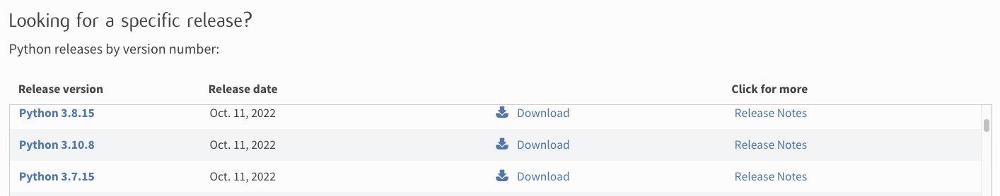 Looking for a specific release?
Python releases by version number:
Release version Release date Click for more
Python 3.8.15 Oct. 11, 2022 Download Release Notes
Python 3.10.8 Oct. 11, 2022 Download Release Notes
Python 3.7.15 Oct. 11, 2022 Download Release Notes